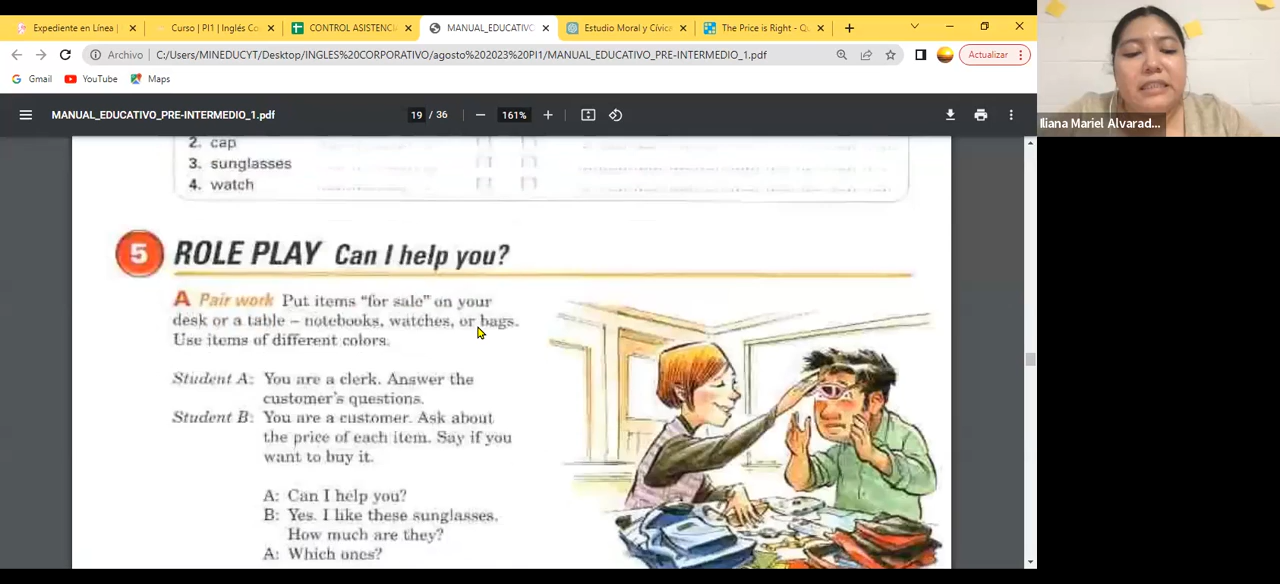 Expediente en Línea |
Curso | PI1 | Inglés Co
CONTROL ASISTENCI
MANUAL_EDUCATIVO
Estudio Moral y Cívica
The Price is Right - Qu
Archivo
C:/Users/MINEDUCYT/Desktop/INGLES%20CORPORATIVO/agosto%202023%20PI1/MANUAL_EDUCATIVO_PRE-INTERMEDIO_1.pdf
Actualizar
Gmail
YouTube
Maps
MANUAL_EDUCATIVO_PRE-INTERMEDIO_1.pdf
19 / 36
161%
Iliana Mariel Alvarad...
2. cap
3. sunglasses
4. watch
5 ROLE PLAY Can I help you?
A Pair work Put items "for sale" on your
desk or a table – notebooks, watches, or bags.
Use items of different colors.
Student A: You are a clerk. Answer the
customer's questions.
Student B: You are a customer. Ask about
the price of each item. Say if you
want to buy it.
A: Can I help you?
B: Yes. I like these sunglasses.
How much are they?
A: Which ones?